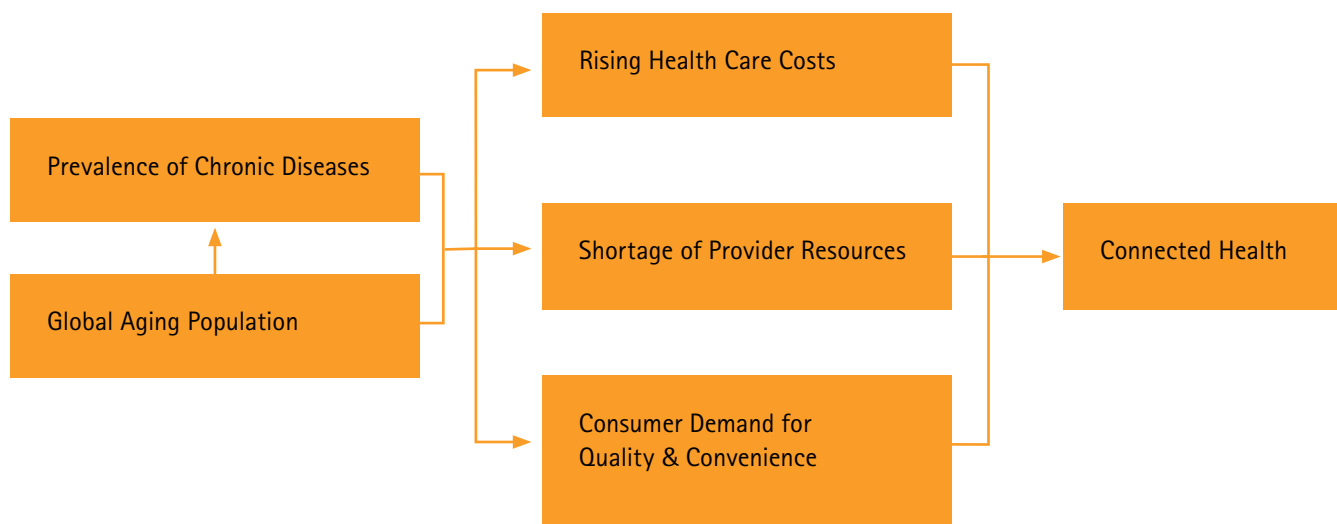 Prevalence of Chronic Diseases
Global Aging Population
Rising Health Care Costs
Shortage of Provider Resources
Consumer Demand for
Quality & Convenience
Connected Health